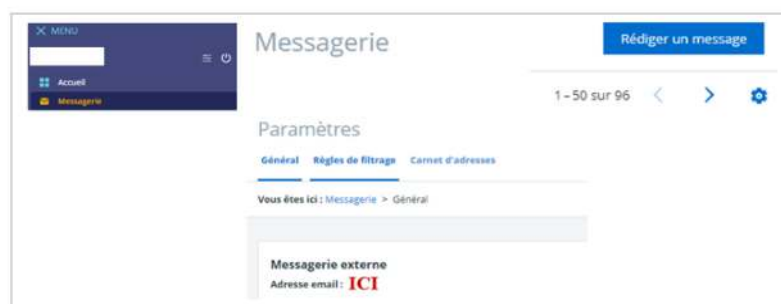 MENU
Accueil
Messagerie
Messagerie
Rédiger un message
1 – 50 sur 96
Paramètres
Général Règles de filtrage Carnet d'adresses
Vous êtes ici : Messagerie > Général
Messagerie externe
Adresse email : ICI